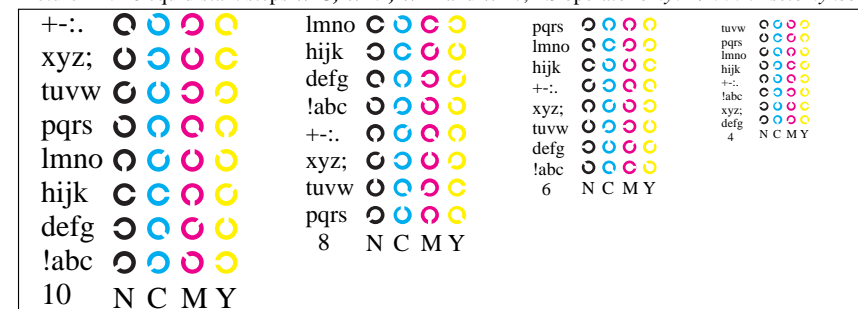 +-:.
xyz;
tuvw
pqrs
lmno
hijk
defg
!abc
10 N C M Y
lmno
hijk
defg
!abc
+-:.
xyz;
tuvw
pqrs
8 N C M Y
pqrs
lmno
hijk
+-:.
xyz;
tuvw
defg
!abc
6 N C M Y
tuvw
pqrs
lmno
hijk
+-:.
!abc
xyz;
defg
4 N C M Y